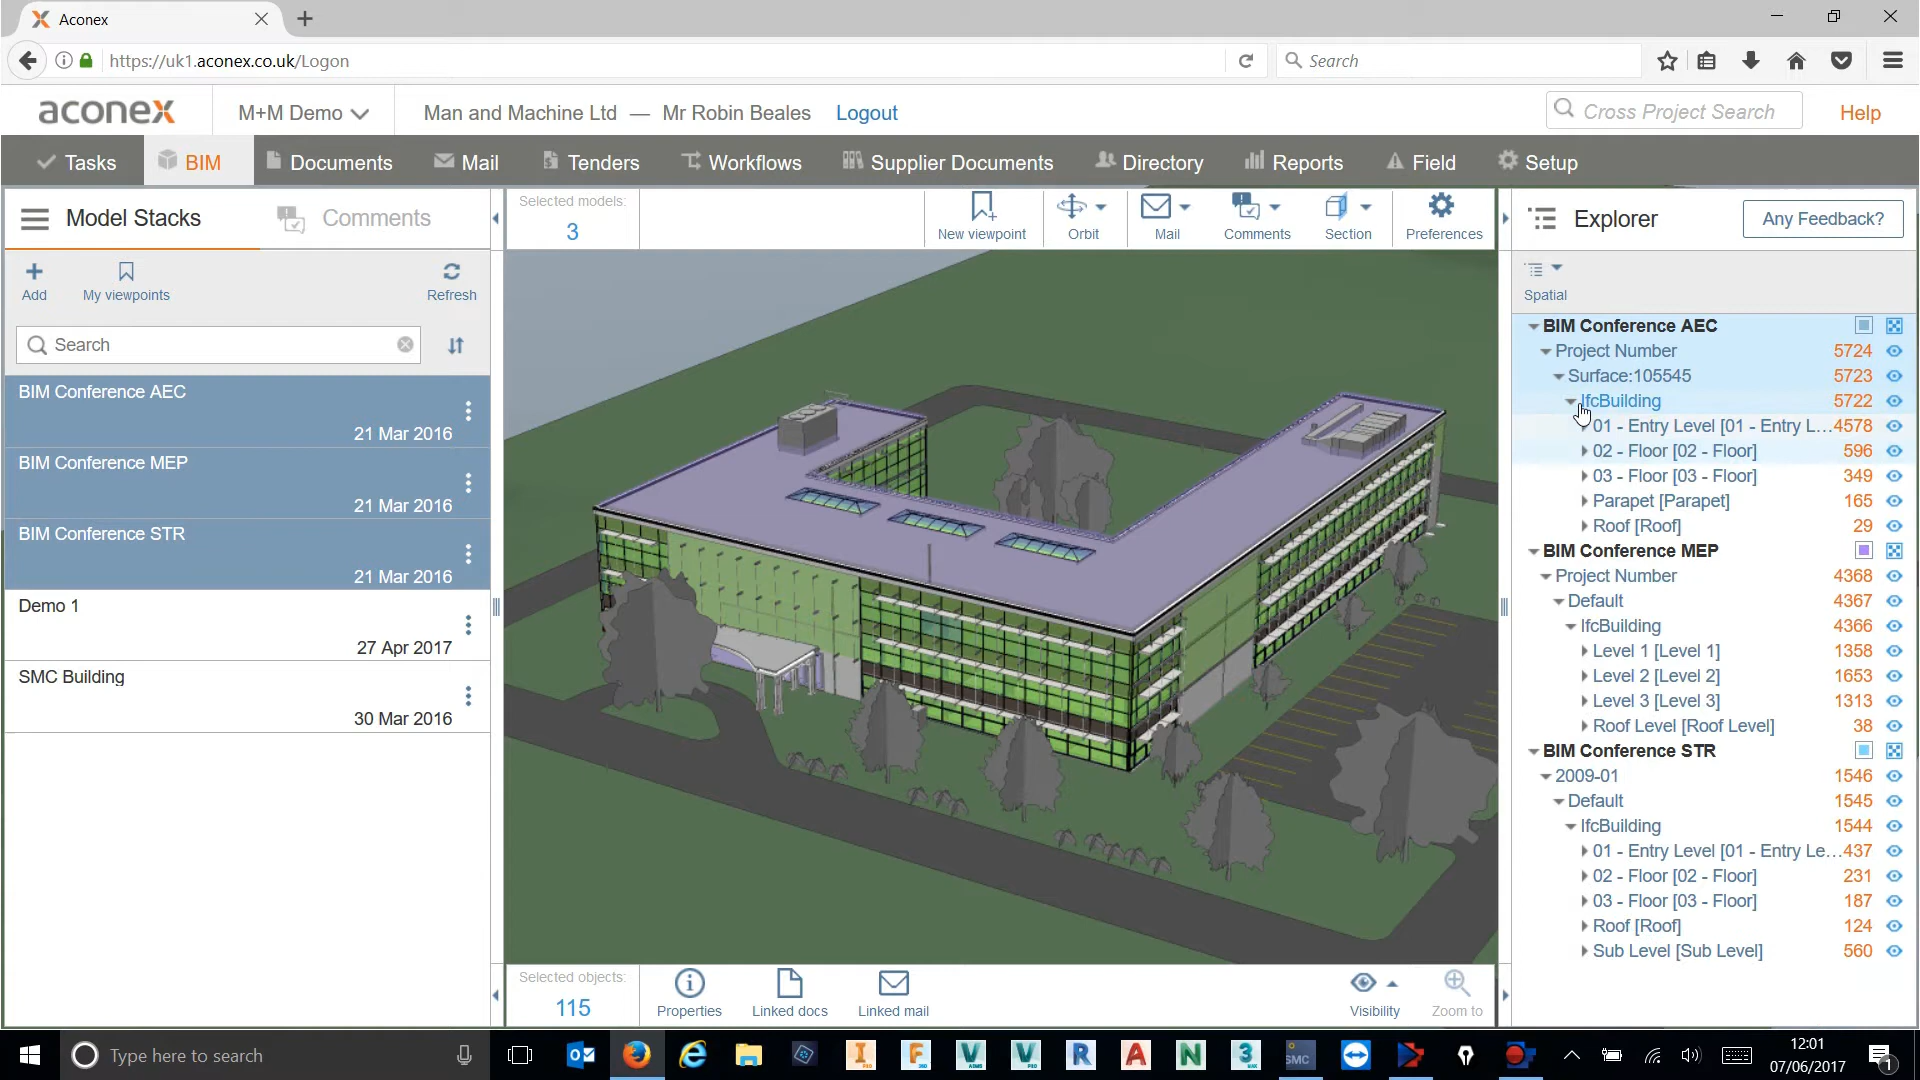 Aconex
https://uk1.aconex.co.uk/Logon
Search
aconex
M+M Demo
Man and Machine Ltd — Mr Robin Beales
Logout
Cross Project Search
Help
Tasks
BIM
Documents
Mail
Tenders
Workflows
Supplier Documents
Directory
Reports
Field
Setup
Model Stacks
Comments
Add
My viewpoints
Refresh
Search
BIM Conference AEC
21 Mar 2016
BIM Conference MEP
21 Mar 2016
BIM Conference STR
21 Mar 2016
Demo 1
27 Apr 2017
SMC Building
30 Mar 2016
Selected models:
3
New viewpoint
Orbit
Mail
Comments
Section
Preferences
Selected objects:
115
Properties
Linked docs
Linked mail
Visibility
Zoom to
Explorer
Any Feedback?
Spatial
BIM Conference AEC
Project Number 5724
Surface:105545 5723
IfcBuilding 5722
01 - Entry Level [01 - Entry L... 4578
02 - Floor [02 - Floor] 596
03 - Floor [03 - Floor] 349
Parapet [Parapet] 165
Roof [Roof] 29
BIM Conference MEP
Project Number 4368
Default 4367
IfcBuilding 4366
Level 1 [Level 1] 1358
Level 2 [Level 2] 1653
Level 3 [Level 3] 1313
Roof Level [Roof Level] 38
BIM Conference STR
2009-01 1546
Default 1545
IfcBuilding 1544
01 - Entry Level [01 - Entry Le... 437
02 - Floor [02 - Floor] 231
03 - Floor [03 - Floor] 187
Roof [Roof] 124
Sub Level [Sub Level] 560
Type here to search
SMC
12:01
07/06/2017
1